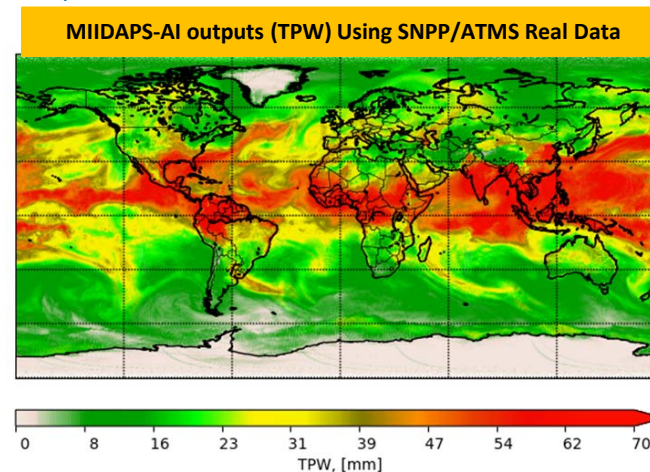 MIIDAPS-AI outputs (TPW) Using SNPP/ATMS Real Data
0 8 16 23 31 39 47 54 62 70
TPW, [mm]